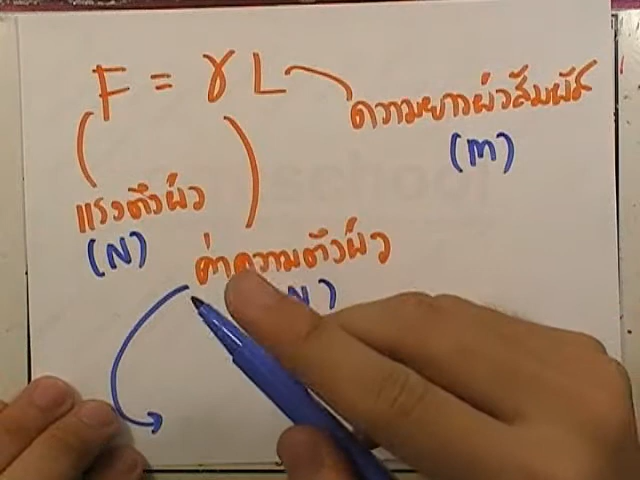 F = γ L
ความยาวผิวสัมผัส
(m)
แรงตึงผิว
(N)
ค่าความตึงผิว
N)